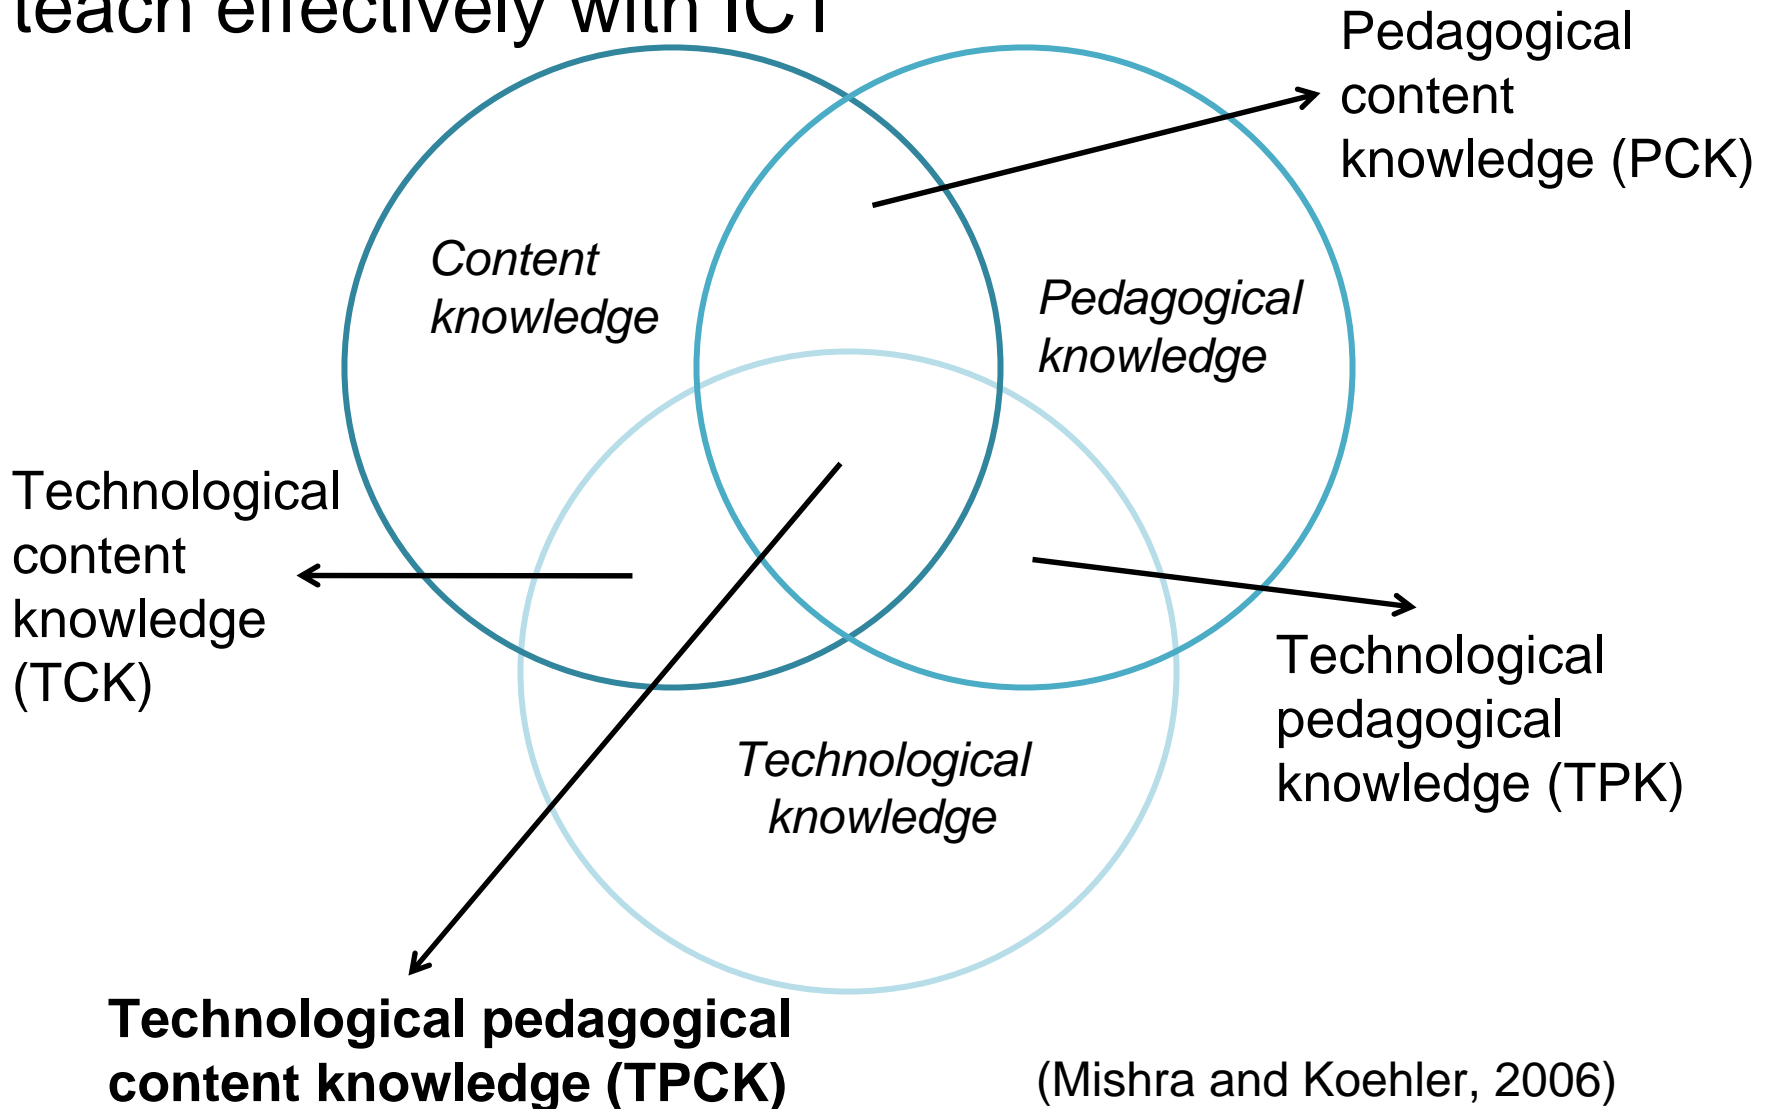 teach effectively with ICT
Pedagogical
content
knowledge (PCK)
Content
knowledge
Pedagogical
knowledge
Technological
content
knowledge
(TCK)
Technological
pedagogical
knowledge (TPK)
Technological
knowledge
Technological pedagogical
content knowledge (TPCK)
(Mishra and Koehler, 2006)